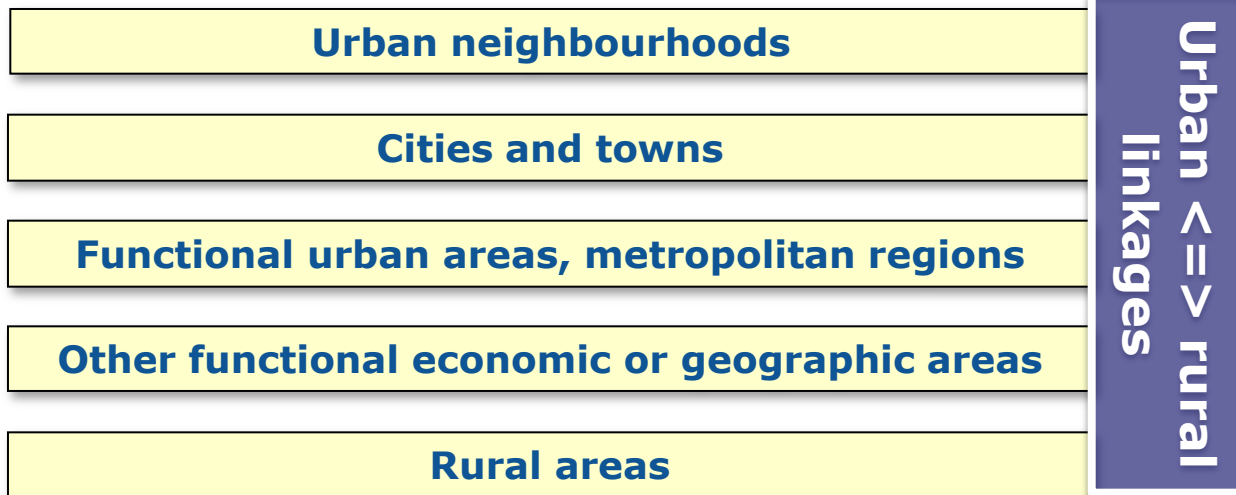 Urban neighbourhoods
Cities and towns
Functional urban areas, metropolitan regions
Other functional economic or geographic areas
Rural areas
Urban <=> rural
linkages